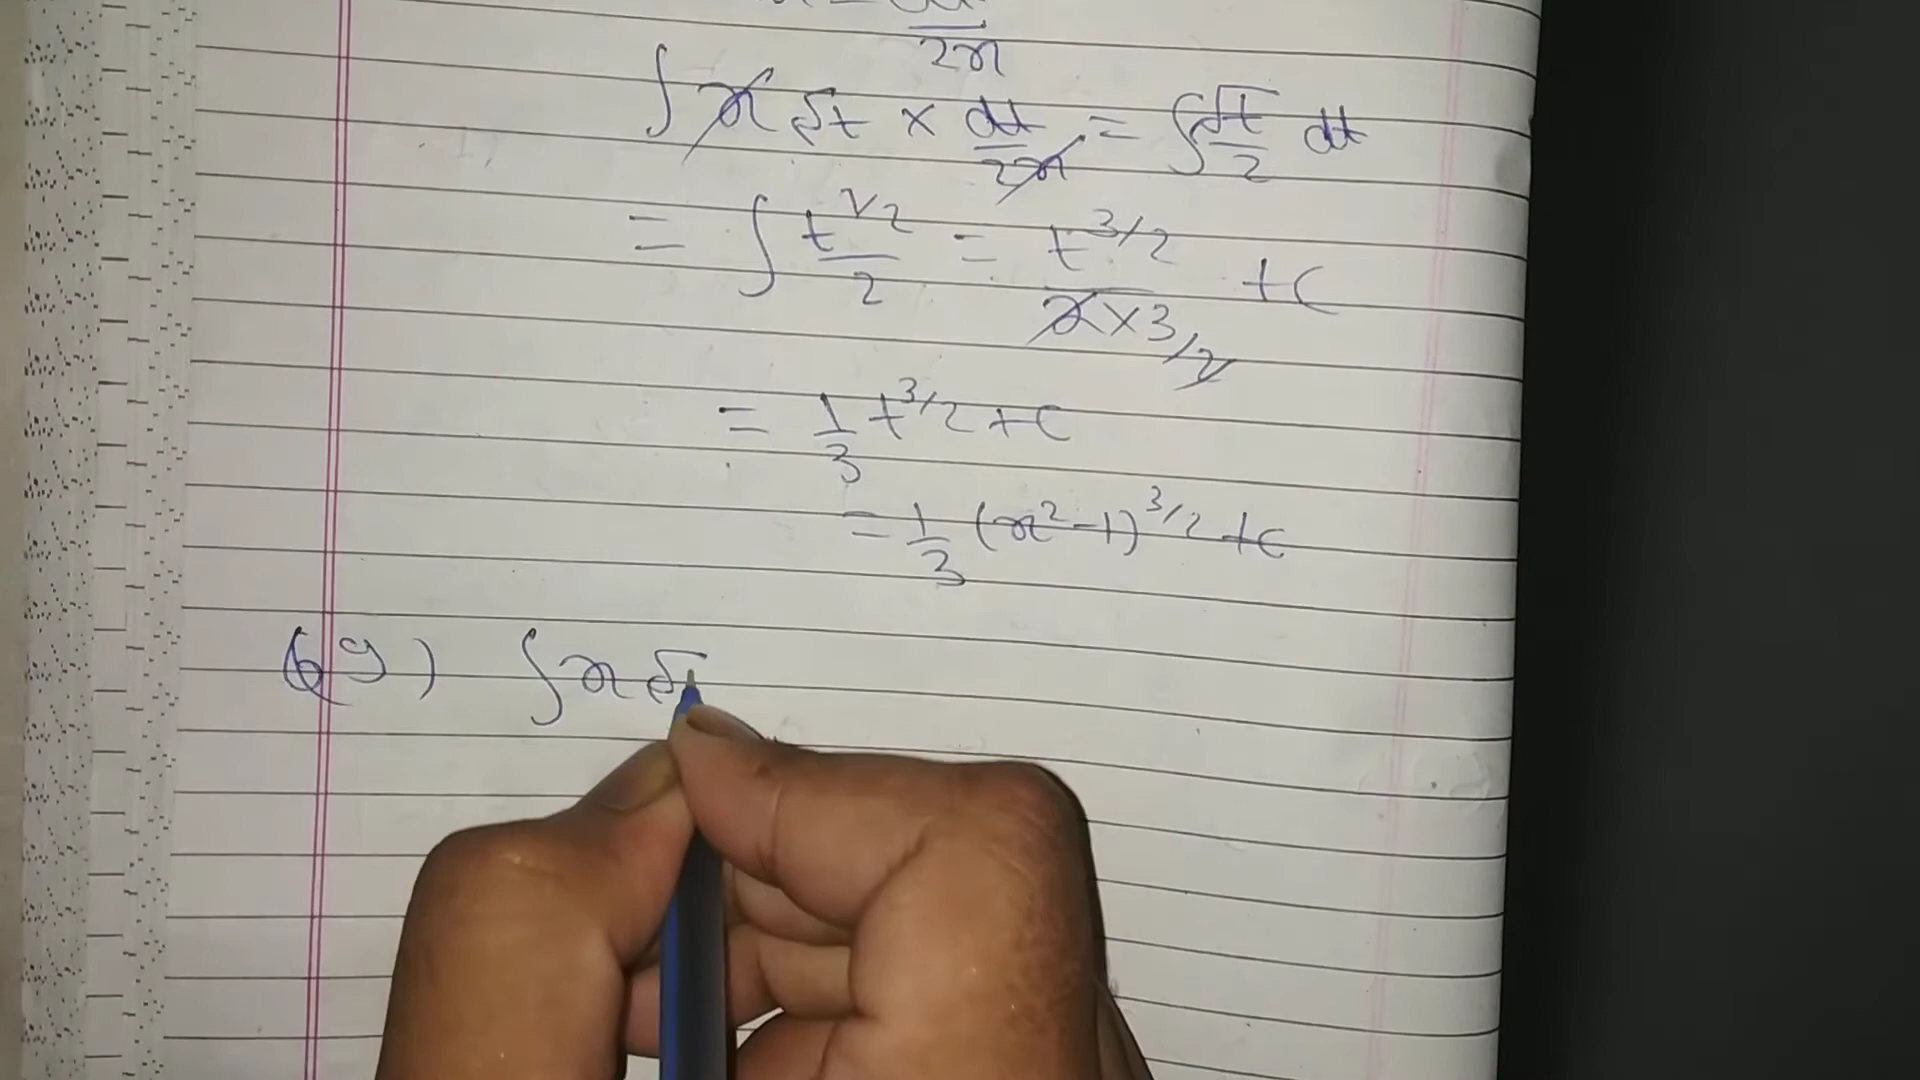 2x
∫ x √t × dt/2x = ∫ √t/2 dt
= ∫ t^1/2/2 = t^3/2/2×3/2 +c
= 1/3 t^3/2 +c
= 1/3 (x²-1)^3/2 +c
69) ∫ x √